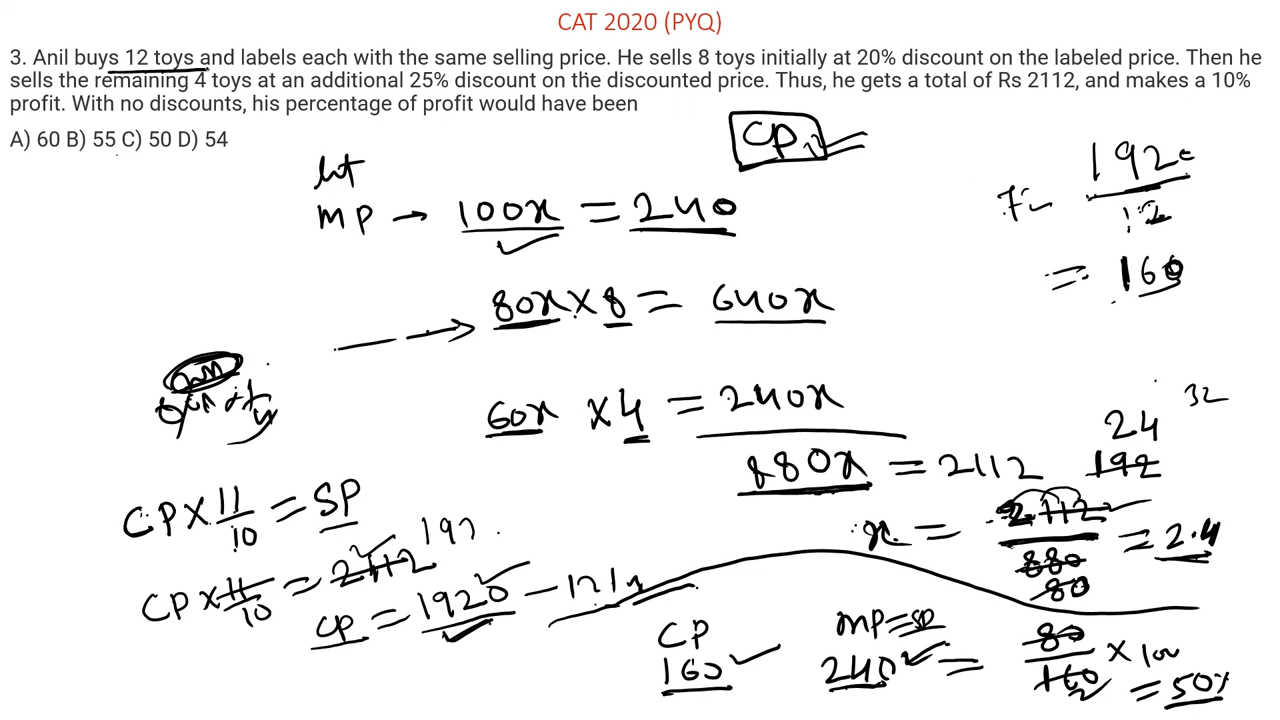 CAT 2020 (PYQ)
3. Anil buys 12 toys and labels each with the same selling price. He sells 8 toys initially at 20% discount on the labeled price. Then he
sells the remaining 4 toys at an additional 25% discount on the discounted price. Thus, he gets a total of Rs 2112, and makes a 10%
profit. With no discounts, his percentage of profit would have been
A) 60 B) 55 C) 50 D) 54
CP
let
MP → 100x = 240
1920
12
= 160
80x × 8 = 640x
60x × 4 = 240x
32
24
192
880x = 2112
x = 2112 / 880 = 2.4
80
CP × 11/10 = SP
CP × 11/10 = 2112 192
CP = 1920
CP
160
MP = SP
240 = 80/160 × 100
= 50%